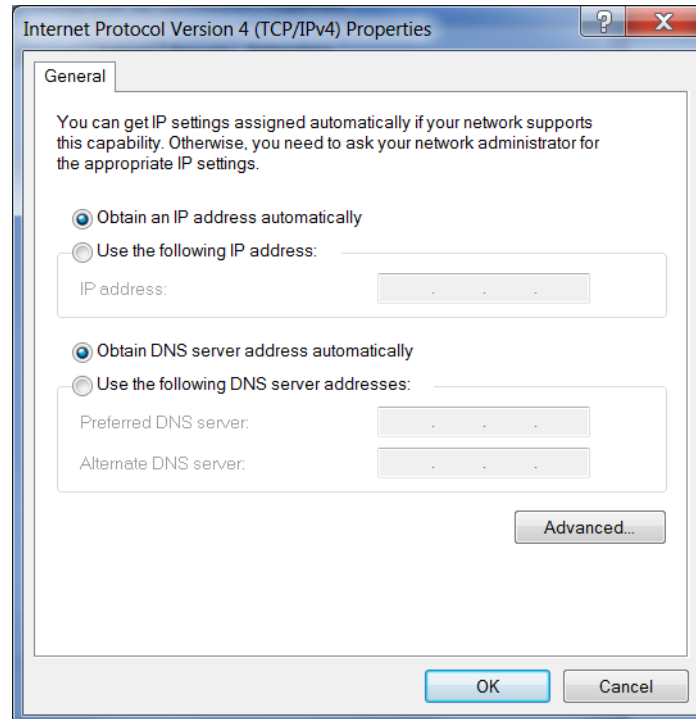 Internet Protocol Version 4 (TCP/IPv4) Properties
? X
General
You can get IP settings assigned automatically if your network supports
this capability. Otherwise, you need to ask your network administrator for
the appropriate IP settings.
Obtain an IP address automatically
Use the following IP address:
IP address: . . .
Obtain DNS server address automatically
Use the following DNS server addresses:
Preferred DNS server: . . .
Alternate DNS server: . . .
Advanced...
OK Cancel